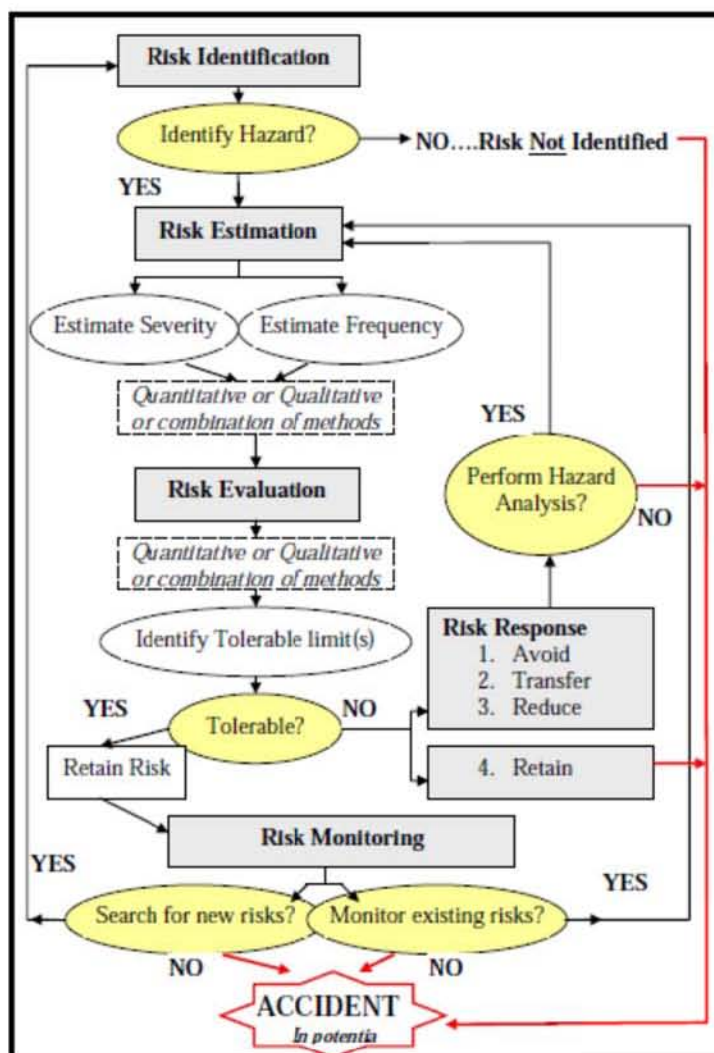 Risk Identification
Identify Hazard?
NO....Risk Not Identified
YES
Risk Estimation
Estimate Severity
Estimate Frequency
Quantitative or Qualitative
or combination of methods
YES
Perform Hazard
Analysis?
NO
Risk Evaluation
Quantitative or Qualitative
or combination of methods
Identify Tolerable limit(s)
Risk Response
1. Avoid
2. Transfer
3. Reduce
YES
Tolerable?
NO
Retain Risk
4. Retain
Risk Monitoring
YES
YES
Search for new risks?
Monitor existing risks?
NO
NO
ACCIDENT
In potentia